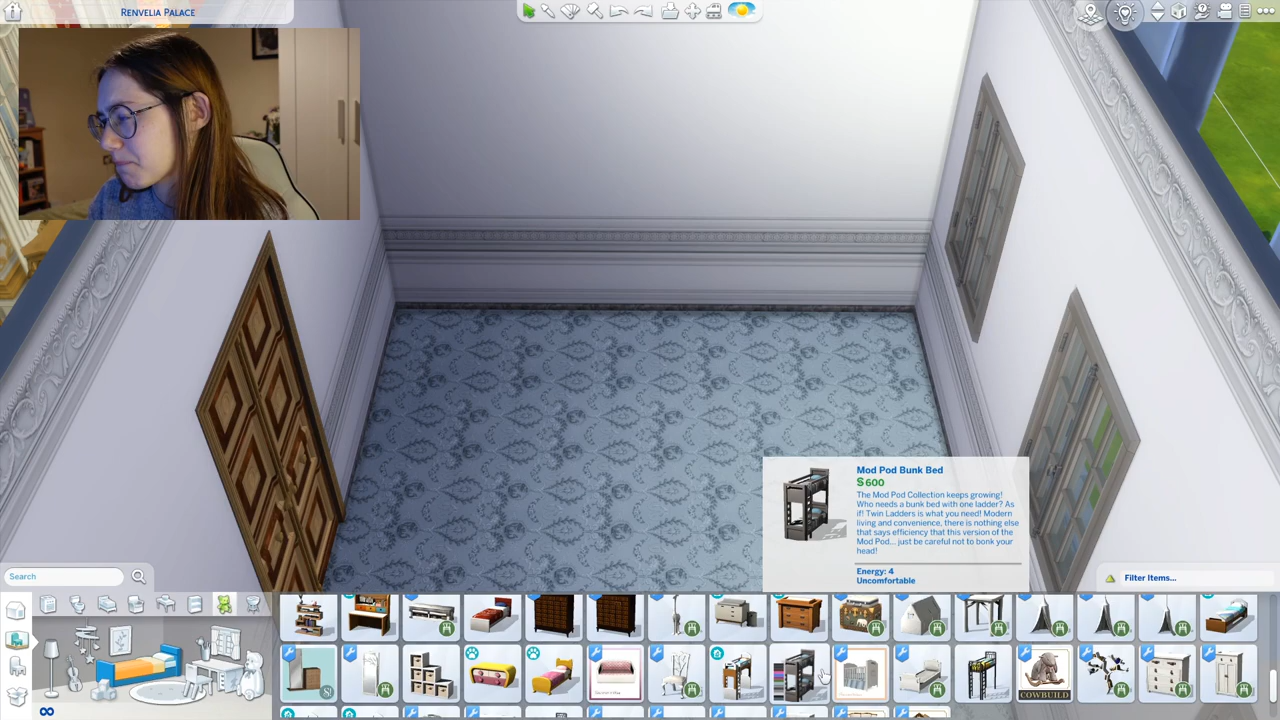 RENVELIA PALACE
Mod Pod Bunk Bed
§600
The Mod Pod Collection keeps growing!
Who needs a bunk bed with one ladder? As
if! Twin Ladders is what you need! Modern
living and convenience, there is nothing else
that says efficiency that this version of the
Mod Pod... just be careful not to bonk your
head!
Energy: 4
Uncomfortable
Search
Filter Items...
COWBUILD